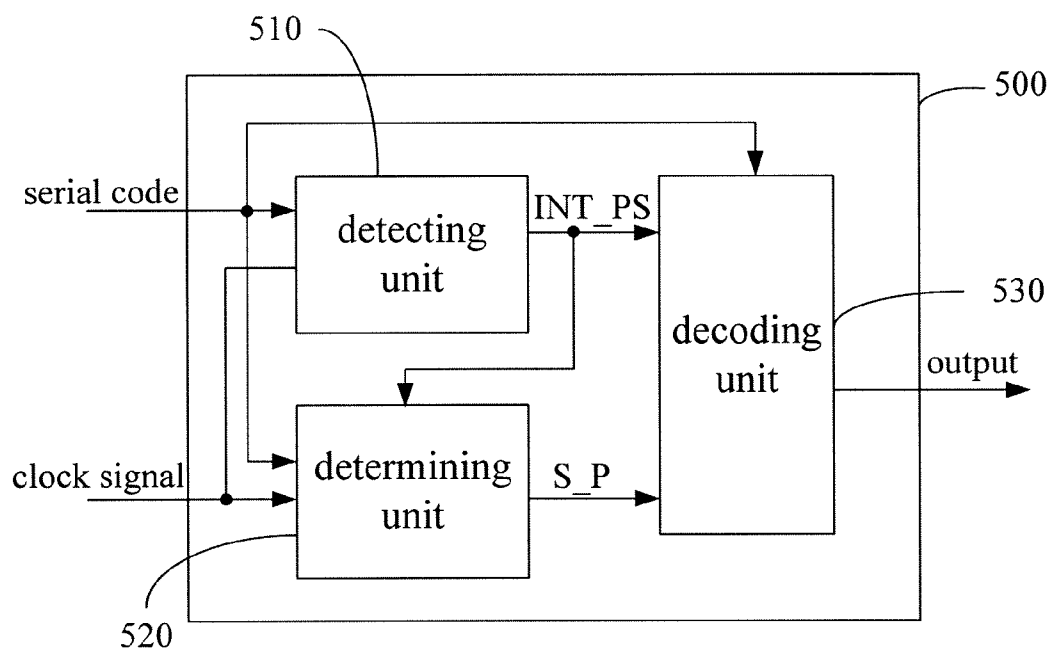 510
500
serial code
detecting
unit
INT_PS
530
decoding
unit
output
clock signal
determining
unit
S_P
520